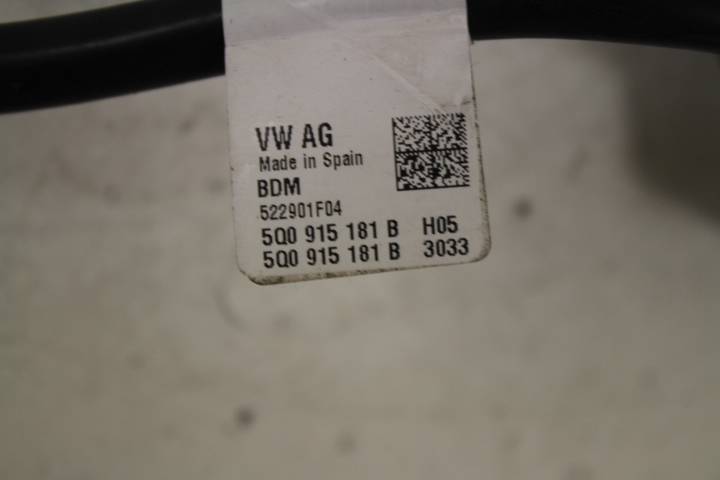 VW AG
Made in Spain
BDM
522901F04
5Q0 915 181 B H05
5Q0 915 181 B 3033